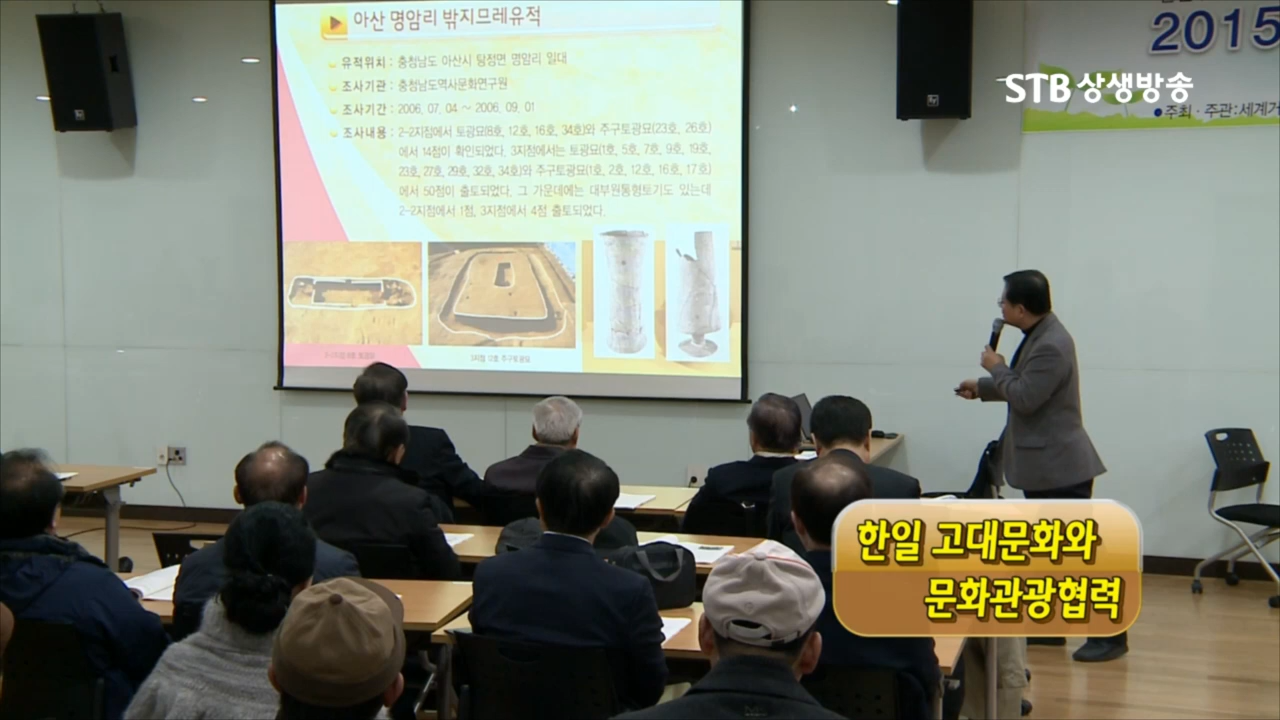 아산 명암리 밖지므레유적
유적위치 : 충청남도 아산시 탕정면 명암리 일대
조사기관 : 충청남도역사문화연구원
조사기간 : 2006. 07. 04 ~ 2006. 09. 01
조사내용 : 2-2지점에서 토광묘(8호, 12호, 16호, 34호)와 주구토광묘(23호, 26호)
에서 14점이 확인되었다. 3지점에서는 토광묘(1호, 5호, 7호, 9호, 19호,
23호, 27호, 29호, 32호, 34호)와 주구토광묘(1호, 2호, 12호, 16호, 17호)
에서 50점이 출토되었다. 그 가운데에는 대부원통형토기도 있는데
2-2지점에서 1점, 3지점에서 4점 출토되었다.
2015
STB 상생방송
주최 · 주관:세계
한일 고대문화와
문화관광협력